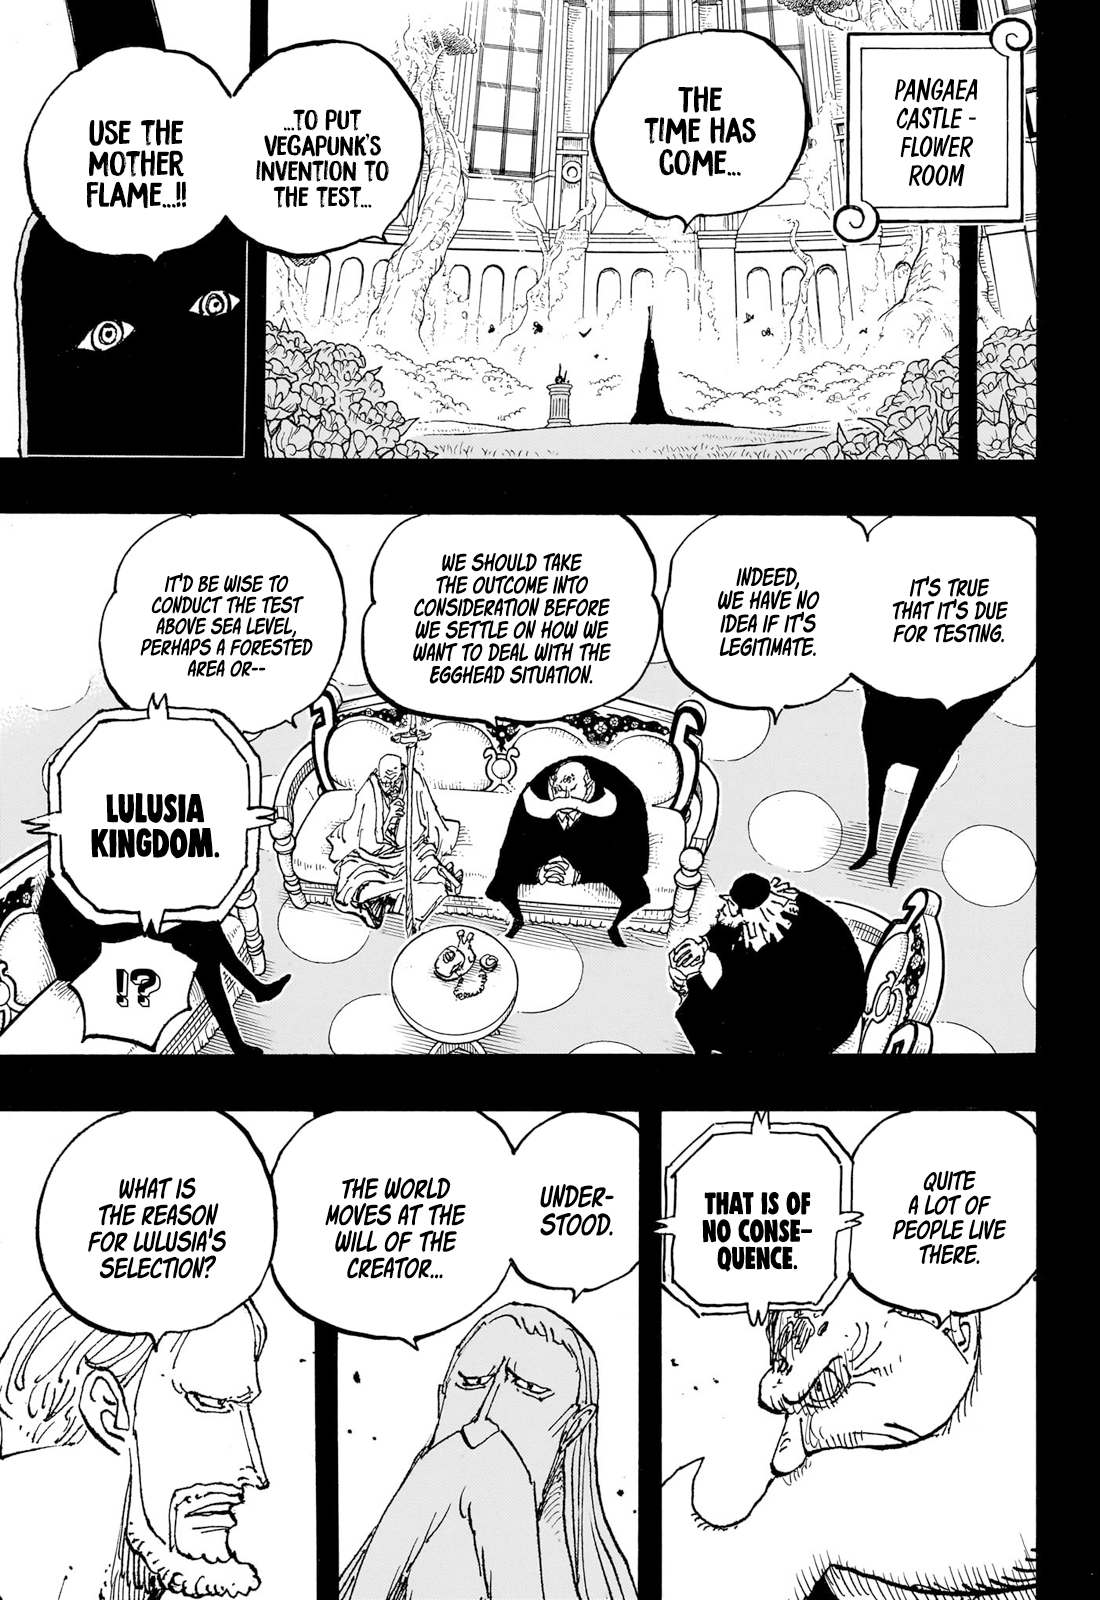 PANGAEA
CASTLE -
FLOWER
ROOM
THE
TIME HAS
COME...
...TO PUT
VEGAPUNK'S
INVENTION TO
THE TEST...
USE THE
MOTHER
FLAME...!!
IT'S TRUE
THAT IT'S DUE
FOR TESTING.
INDEED,
WE HAVE NO
IDEA IF IT'S
LEGITIMATE.
WE SHOULD TAKE
THE OUTCOME INTO
CONSIDERATION BEFORE
WE SETTLE ON HOW WE
WANT TO DEAL WITH THE
EGGHEAD SITUATION.
IT'D BE WISE TO
CONDUCT THE TEST
ABOVE SEA LEVEL,
PERHAPS A FORESTED
AREA OR--
LULUSIA
KINGDOM.
!?
QUITE
A LOT OF
PEOPLE LIVE
THERE.
THAT IS OF
NO CONSE-
QUENCE.
UNDER-
STOOD.
THE WORLD
MOVES AT THE
WILL OF THE
CREATOR...
WHAT IS
THE REASON
FOR LULUSIA'S
SELECTION?